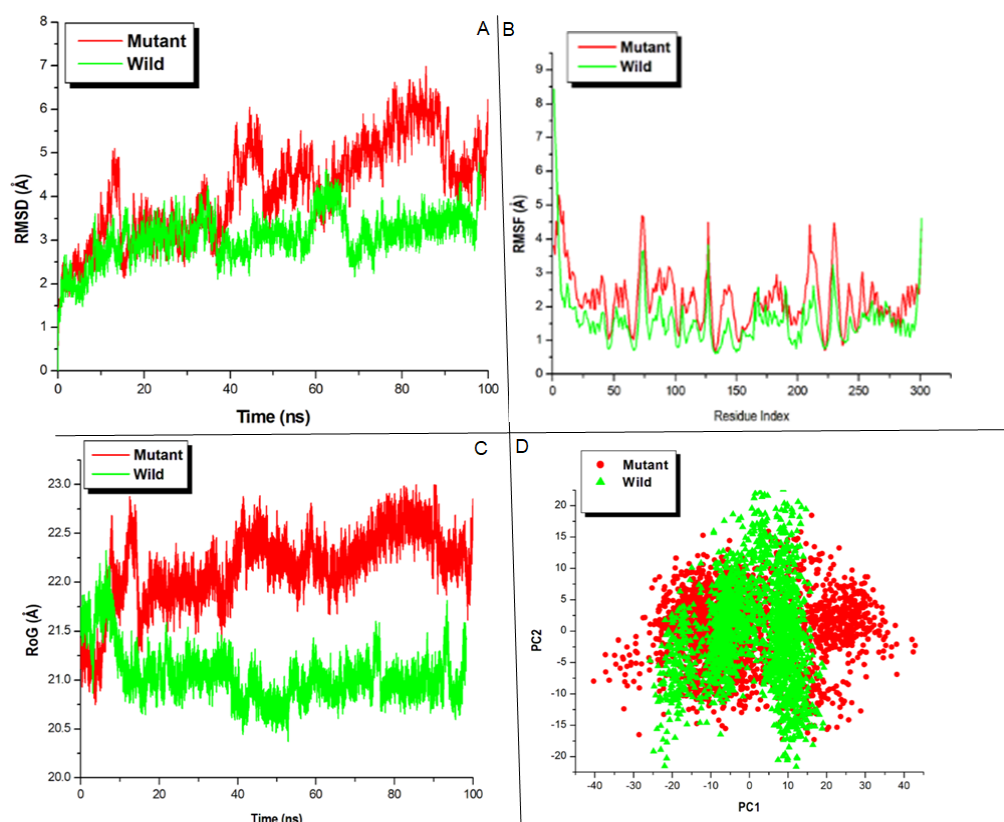 A
Mutant
Wild
8
7
6
5
4
3
2
1
0
RMSD (Å)
0 20 40 60 80 100
Time (ns)
B
Mutant
Wild
9
8
7
6
5
4
3
2
1
0
RMSF (Å)
0 50 100 150 200 250 300
Residue Index
C
Mutant
Wild
23.0
22.5
22.0
21.5
21.0
20.5
20.0
RoG (Å)
0 20 40 60 80 100
Time (ns)
D
Mutant
Wild
20
15
10
5
0
-5
-10
-15
-20
PC2
-40 -30 -20 -10 0 10 20 30 40
PC1